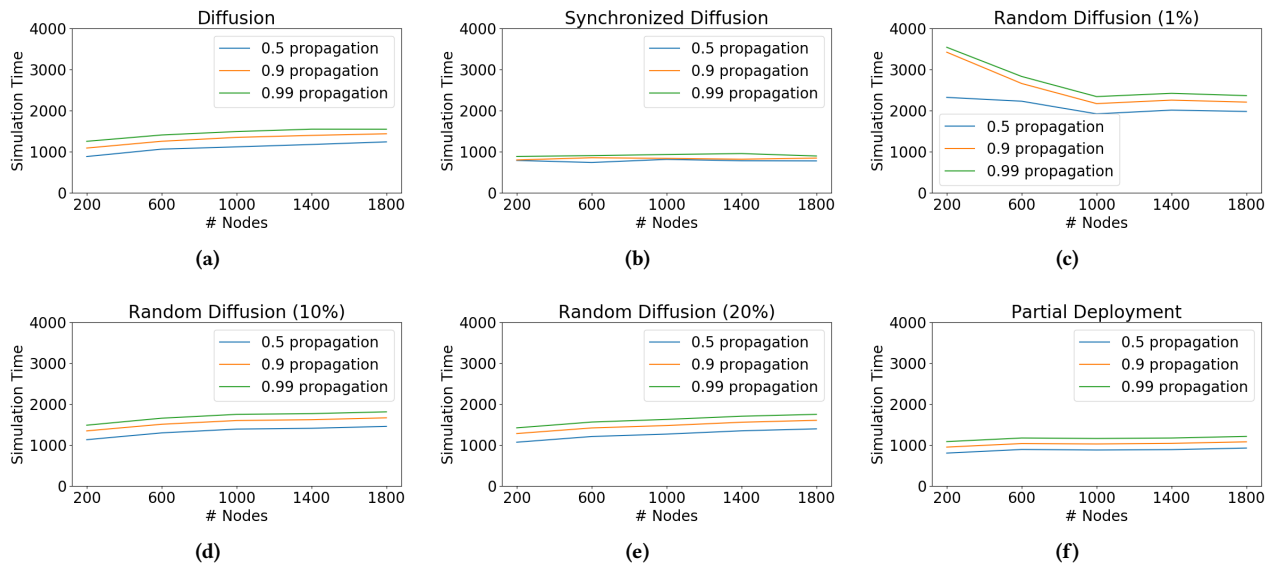 Diffusion
4000
3000
2000
1000
0
Simulation Time
0.5 propagation
0.9 propagation
0.99 propagation
200 600 1000 1400 1800
# Nodes
(a)
Synchronized Diffusion
4000
3000
2000
1000
0
Simulation Time
0.5 propagation
0.9 propagation
0.99 propagation
200 600 1000 1400 1800
# Nodes
(b)
Random Diffusion (1%)
4000
3000
2000
1000
0
Simulation Time
0.5 propagation
0.9 propagation
0.99 propagation
200 600 1000 1400 1800
# Nodes
(c)
Random Diffusion (10%)
4000
3000
2000
1000
0
Simulation Time
0.5 propagation
0.9 propagation
0.99 propagation
200 600 1000 1400 1800
# Nodes
(d)
Random Diffusion (20%)
4000
3000
2000
1000
0
Simulation Time
0.5 propagation
0.9 propagation
0.99 propagation
200 600 1000 1400 1800
# Nodes
(e)
Partial Deployment
4000
3000
2000
1000
0
Simulation Time
0.5 propagation
0.9 propagation
0.99 propagation
200 600 1000 1400 1800
# Nodes
(f)